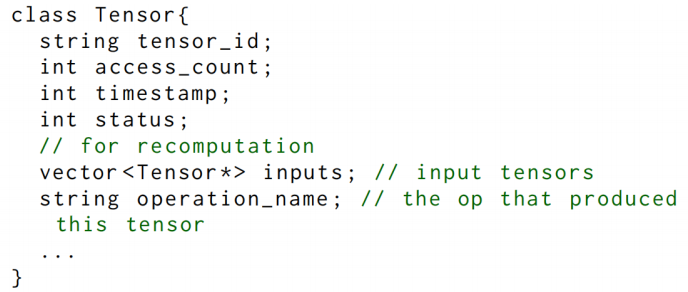 class Tensor{
string tensor_id;
int access_count;
int timestamp;
int status;
// for recomputation
vector<Tensor*> inputs; // input tensors
string operation_name; // the op that produced
this tensor
...
}